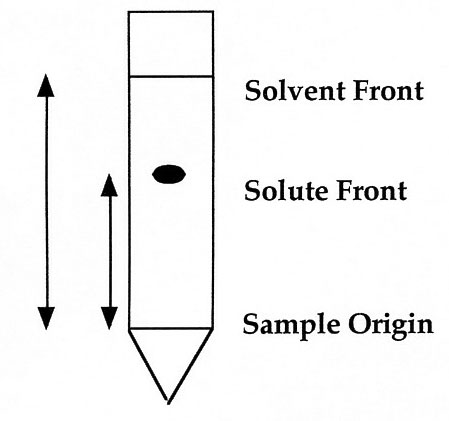 Solvent Front
Solute Front
Sample Origin